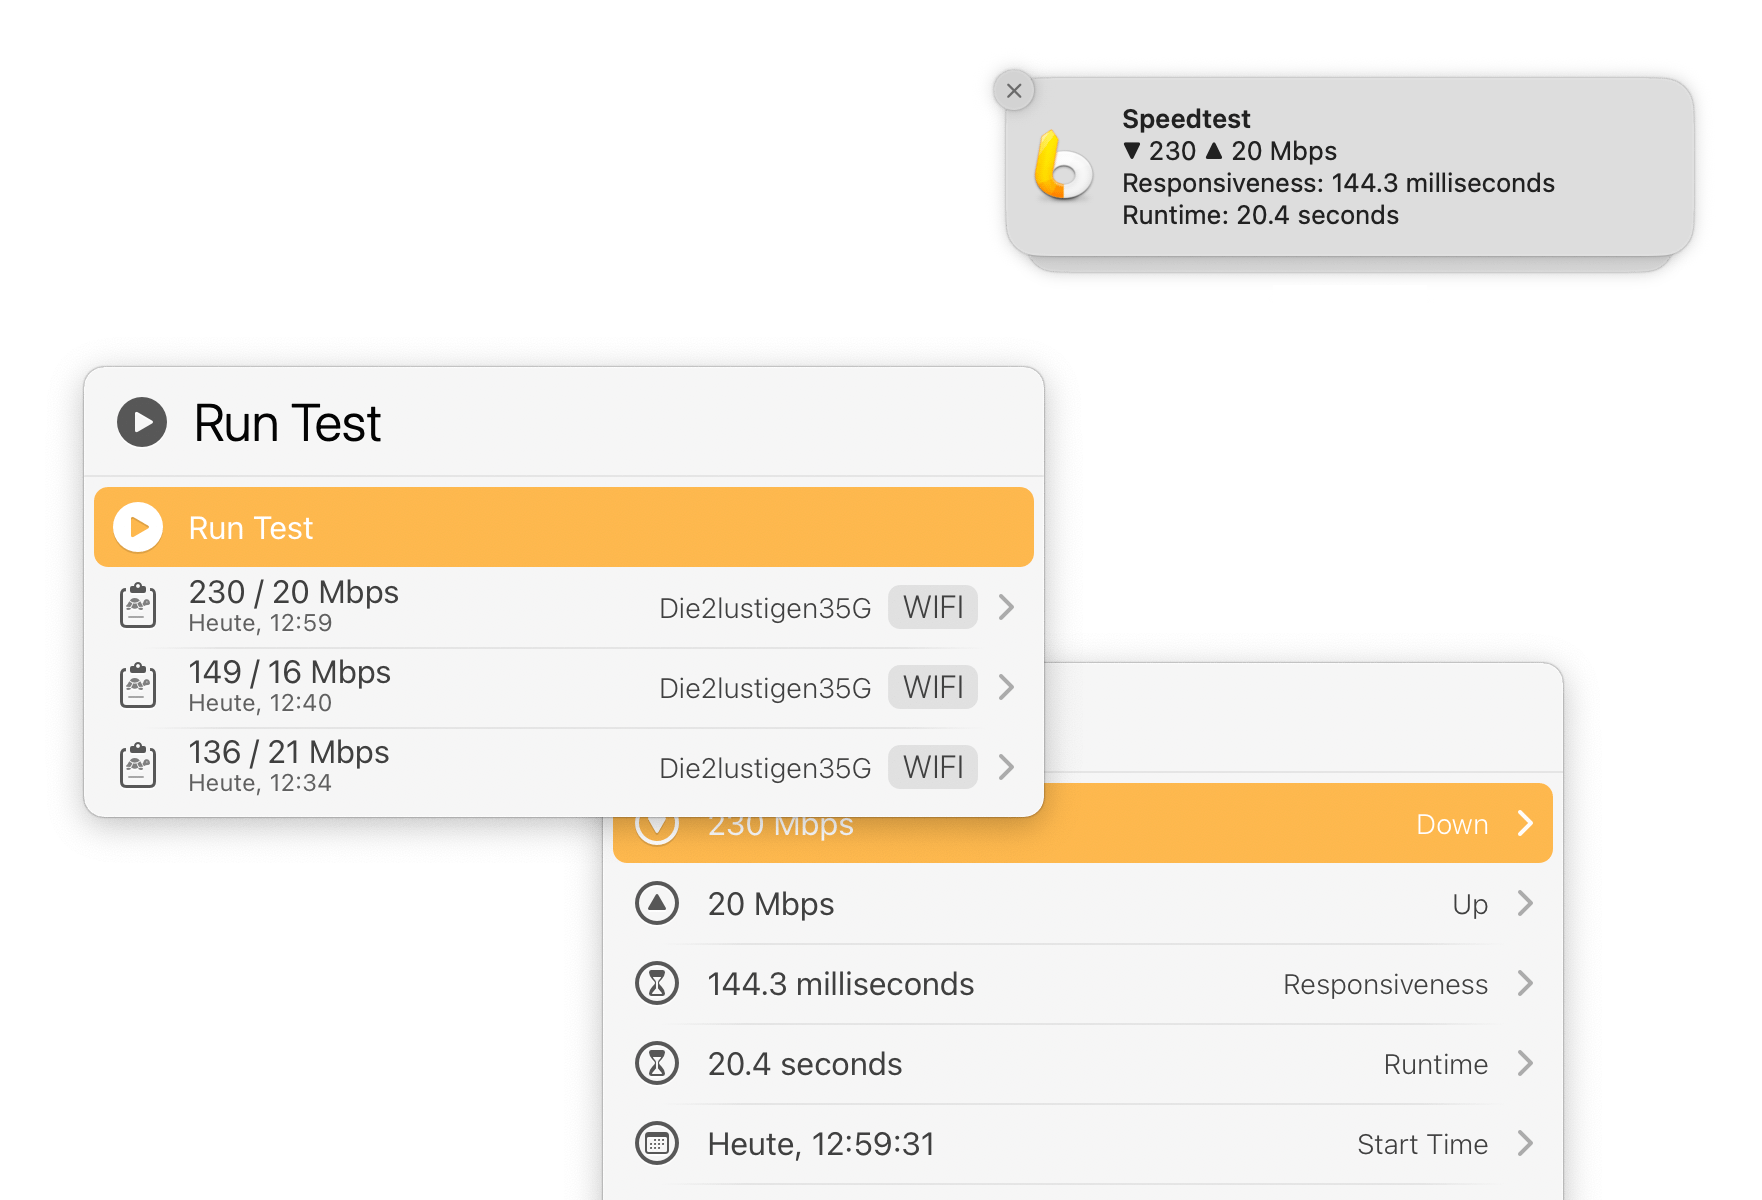 Speedtest
▼ 230 ▲ 20 Mbps
Responsiveness: 144.3 milliseconds
Runtime: 20.4 seconds
Run Test
Run Test
230 / 20 Mbps
Heute, 12:59
Die2lustigen35G WIFI
149 / 16 Mbps
Heute, 12:40
Die2lustigen35G WIFI
136 / 21 Mbps
Heute, 12:34
Die2lustigen35G WIFI
230 Mbps Down
20 Mbps Up
144.3 milliseconds Responsiveness
20.4 seconds Runtime
Heute, 12:59:31 Start Time